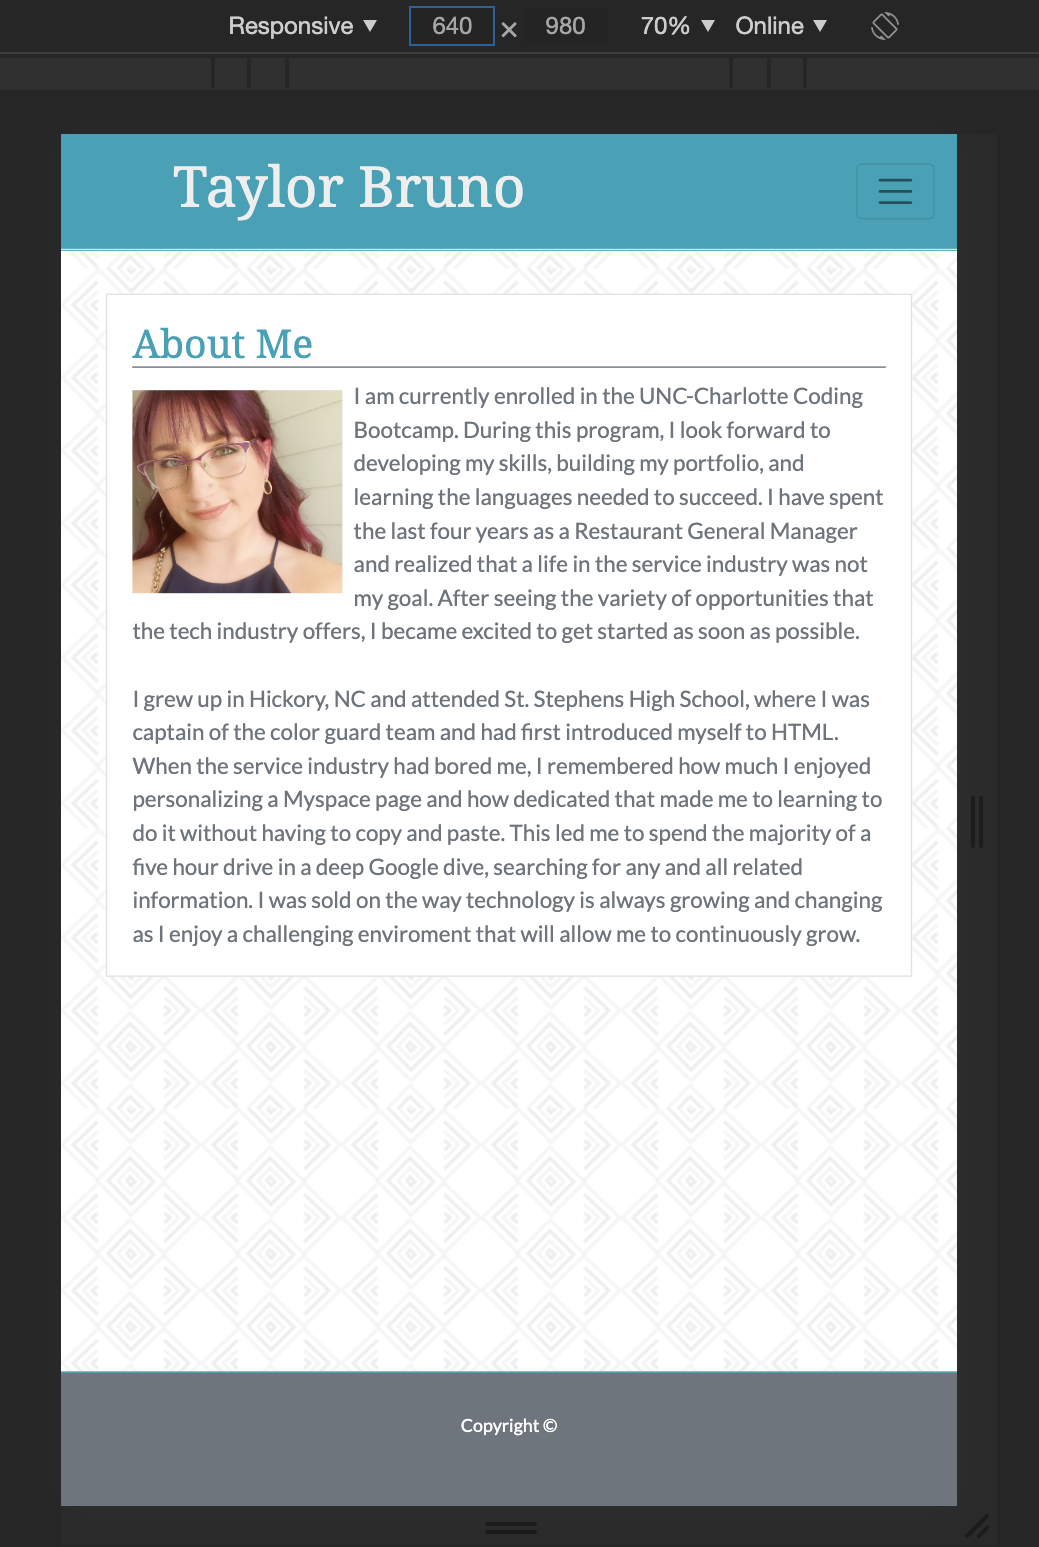 Responsive ▼ 640 × 980 70% ▼ Online ▼
Taylor Bruno
About Me
I am currently enrolled in the UNC-Charlotte Coding
Bootcamp. During this program, I look forward to
developing my skills, building my portfolio, and
learning the languages needed to succeed. I have spent
the last four years as a Restaurant General Manager
and realized that a life in the service industry was not
my goal. After seeing the variety of opportunities that
the tech industry offers, I became excited to get started as soon as possible.
I grew up in Hickory, NC and attended St. Stephens High School, where I was
captain of the color guard team and had first introduced myself to HTML.
When the service industry had bored me, I remembered how much I enjoyed
personalizing a Myspace page and how dedicated that made me to learning to
do it without having to copy and paste. This led me to spend the majority of a
five hour drive in a deep Google dive, searching for any and all related
information. I was sold on the way technology is always growing and changing
as I enjoy a challenging enviroment that will allow me to continuously grow.
Copyright ©